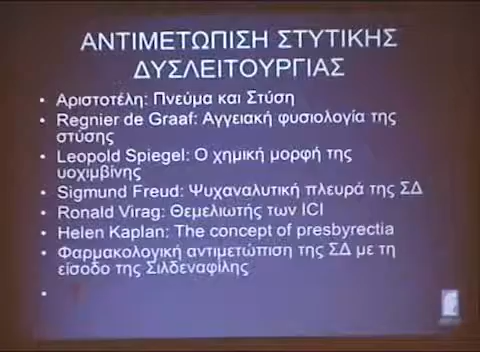 ΑΝΤΙΜΕΤΩΠΙΣΗ ΣΤΥΤΙΚΗΣ
ΔΥΣΛΕΙΤΟΥΡΓΙΑΣ
• Αριστοτέλη: Πνεύμα και Στύση
• Regnier de Graaf: Αγγειακή φυσιολογία της
στύσης
• Leopold Spiegel: Ο χημική μορφή της
υοχιμβίνης
• Sigmund Freud: Ψυχαναλυτική πλευρά της ΣΔ
• Ronald Virag: Θεμελιωτής των ICI
• Helen Kaplan: The concept of presbyrectia
• Φαρμακολογική αντιμετώπιση της ΣΔ με τη
είσοδο της Σιλδεναφίλης
•